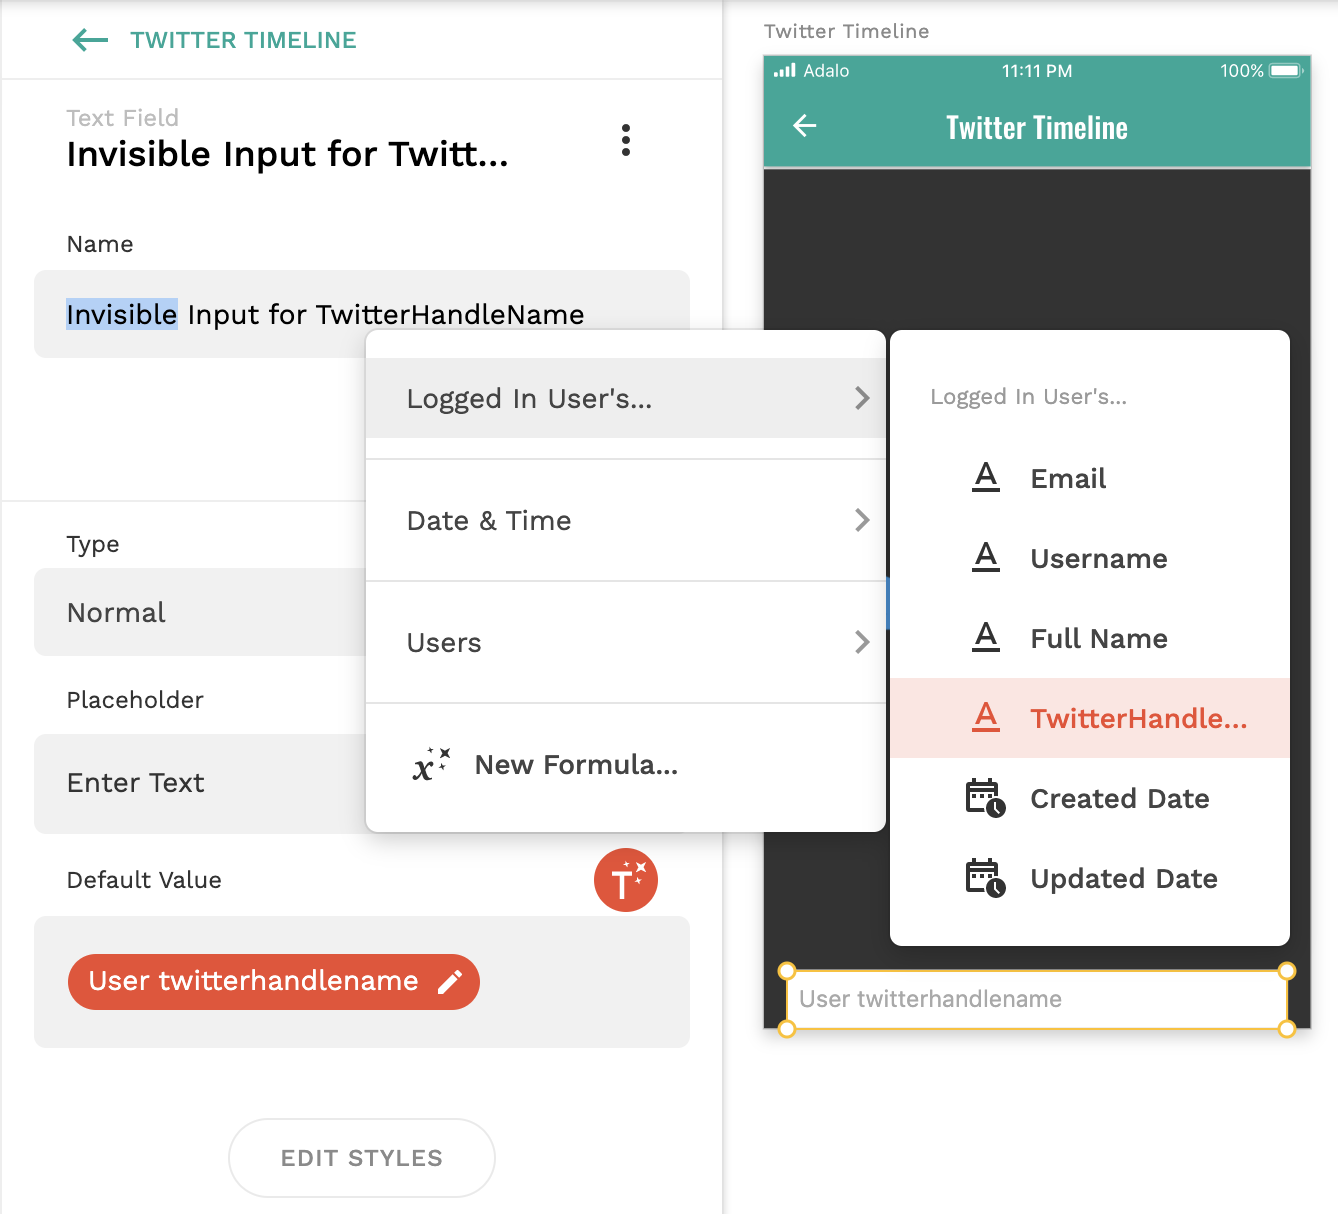 TWITTER TIMELINE
Text Field
Invisible Input for Twitt...
Name
Invisible Input for TwitterHandleName
Logged In User's...
Date & Time
Users
New Formula...
Type
Normal
Placeholder
Enter Text
Default Value
User twitterhandlename
EDIT STYLES
Twitter Timeline
Adalo
11:11 PM
100%
Twitter Timeline
Logged In User's...
Email
Username
Full Name
TwitterHandle...
Created Date
Updated Date
User twitterhandlename